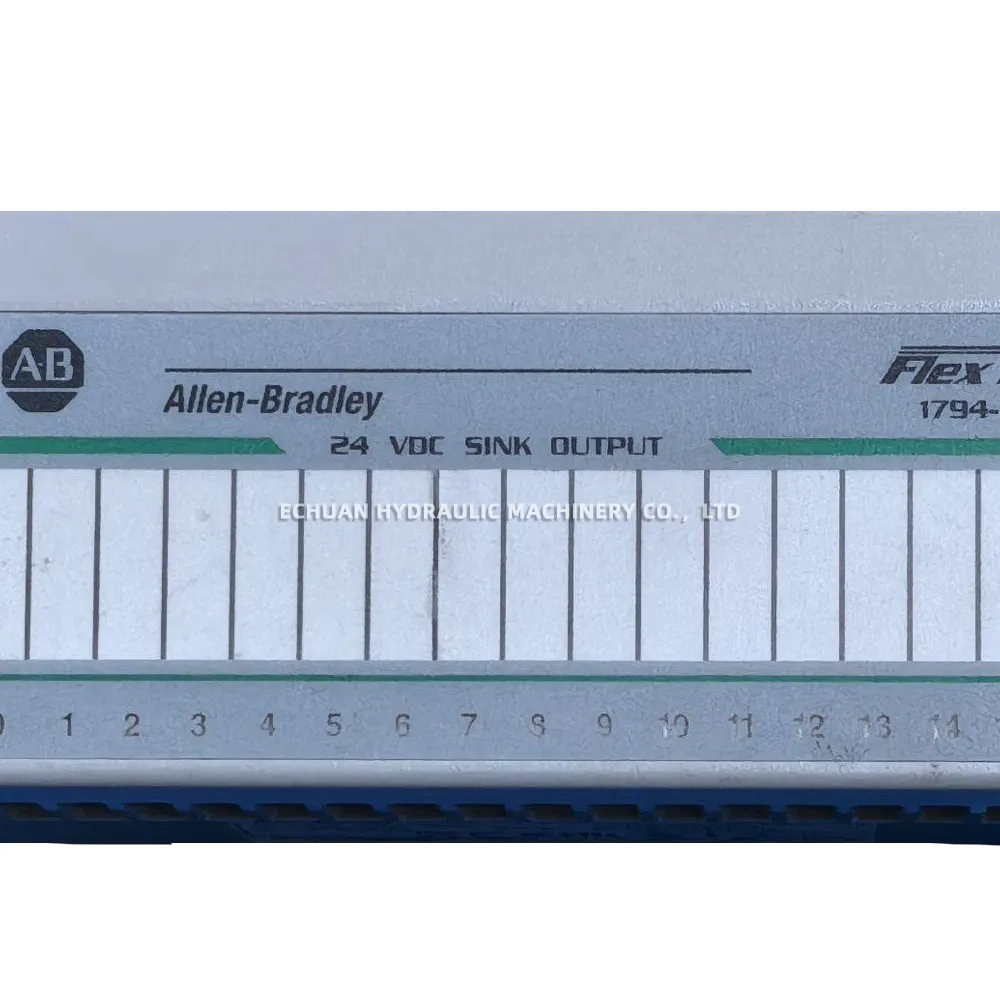 A-B
Allen-Bradley
Flex
1794-
24 VDC SINK OUTPUT
ECHUAN HYDRAULIC MACHINERY CO., LTD
0 1 2 3 4 5 6 7 8 9 10 11 12 13 14